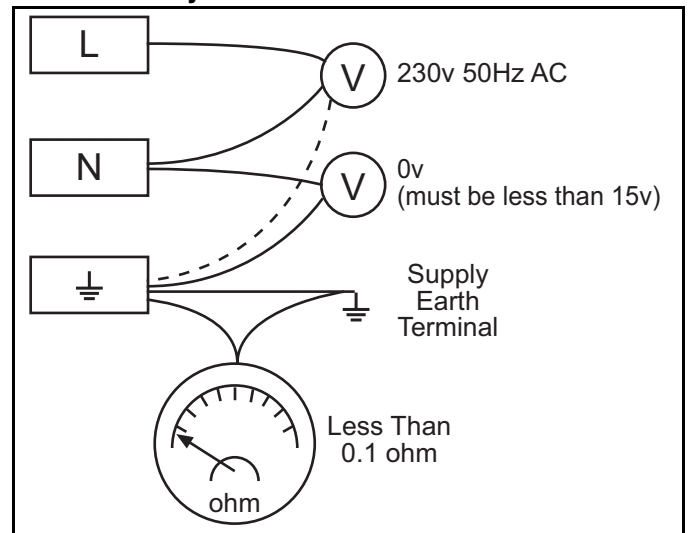 L
V
230v 50Hz AC
N
V
0v
(must be less than 15v)
Supply
Earth
Terminal
Less Than
0.1 ohm
ohm